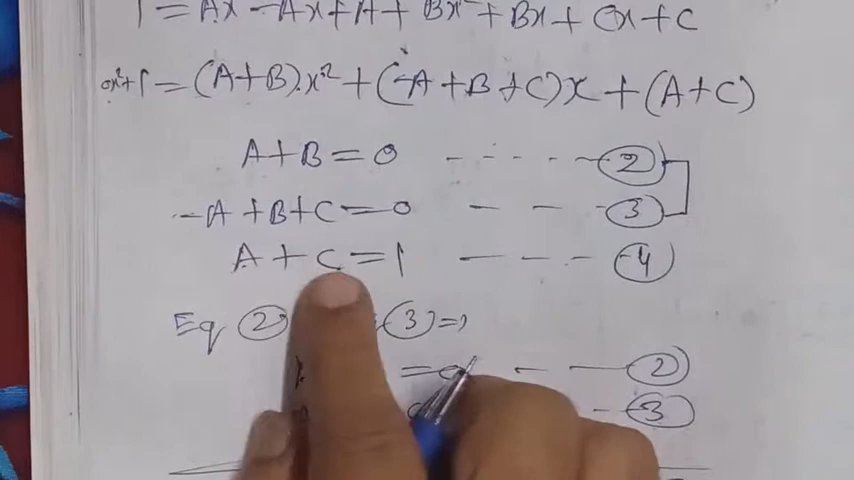 1 = Ax² - Ax + A + Bx² + Bx + Cx + C
0x²+1 = (A+B)x² + (-A+B+C)x + (A+C)
A+B=0 - - - - - ②
-A+B+C=0 - - - ③
A+C=1 - - - - ④
Eq ② ③ ⇒
=0 - - ②
- ③